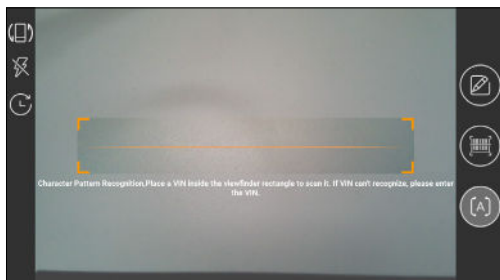 Character Pattern Recognition,Place a VIN inside the viewfinder rectangle to scan it. If VIN can't recognize, please enter
the VIN.
[A]